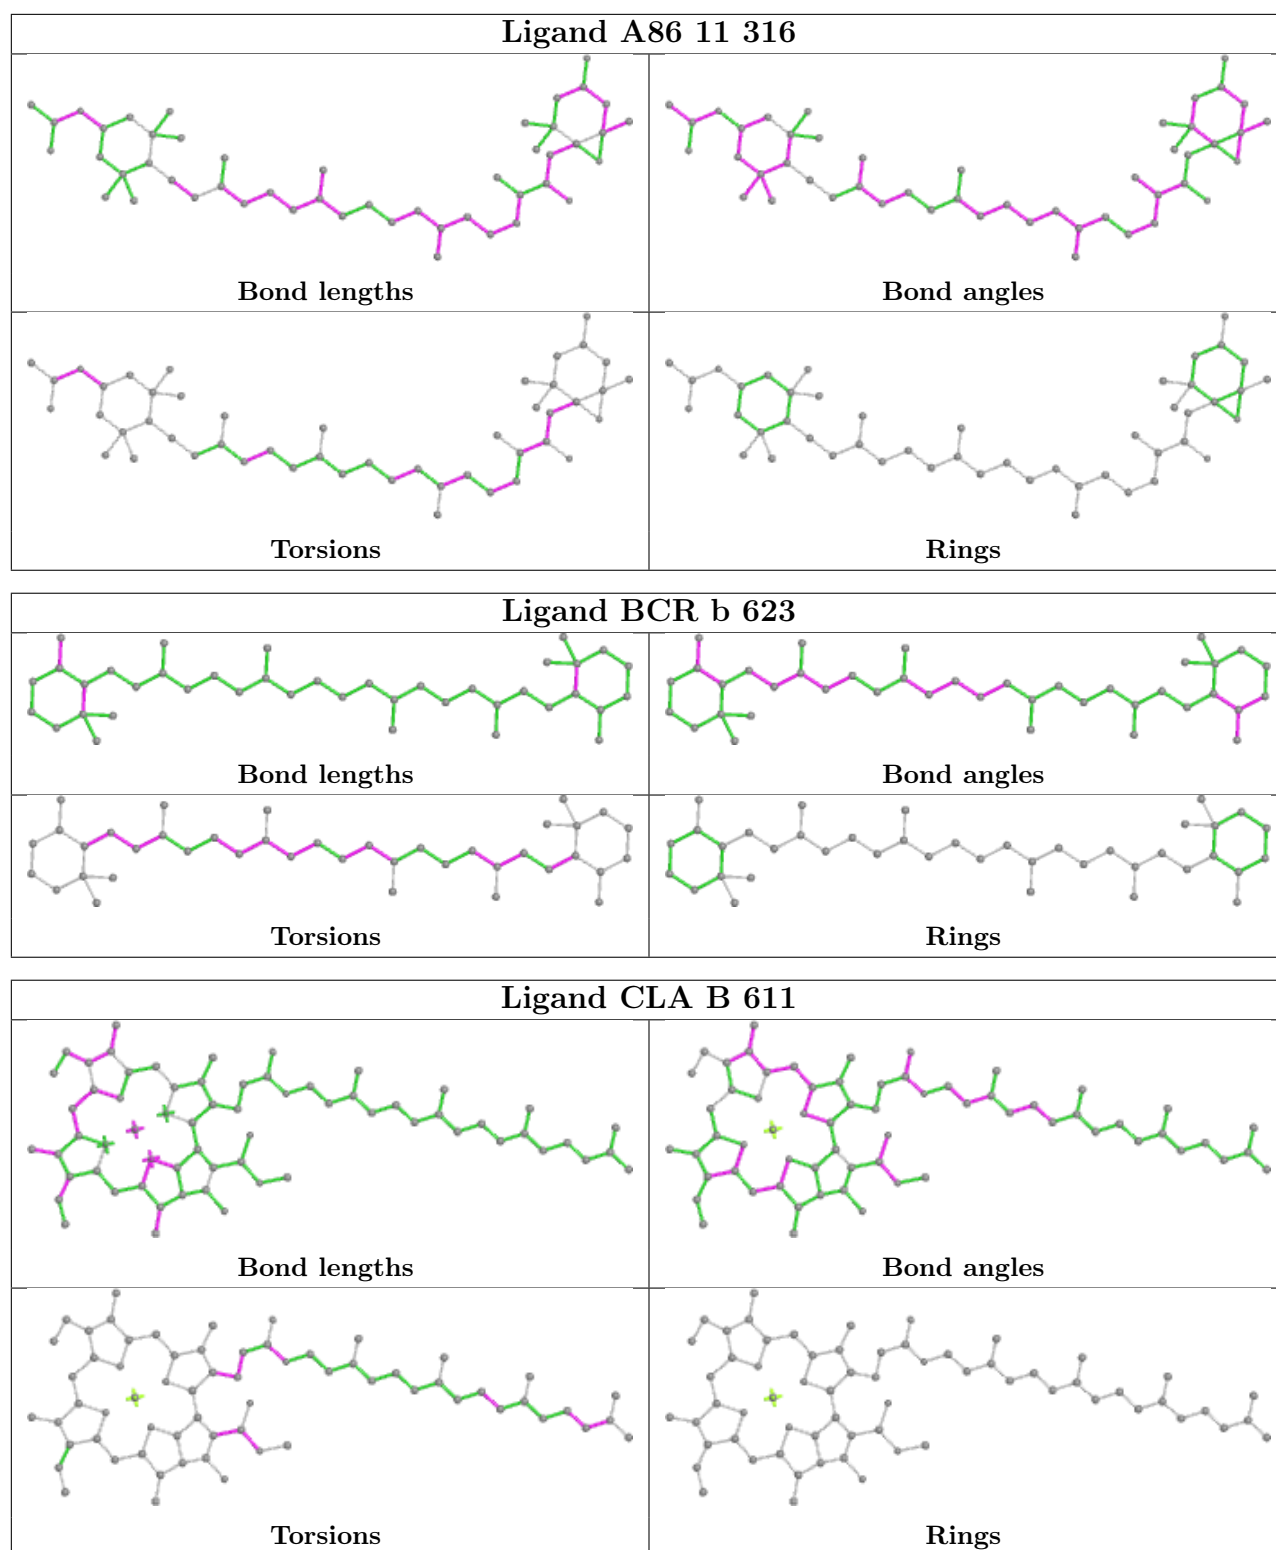 Ligand A86 11 316
Bond lengths
Bond angles
Torsions
Rings
Ligand BCR b 623
Bond lengths
Bond angles
Torsions
Rings
Ligand CLA B 611
Bond lengths
Bond angles
Torsions
Rings